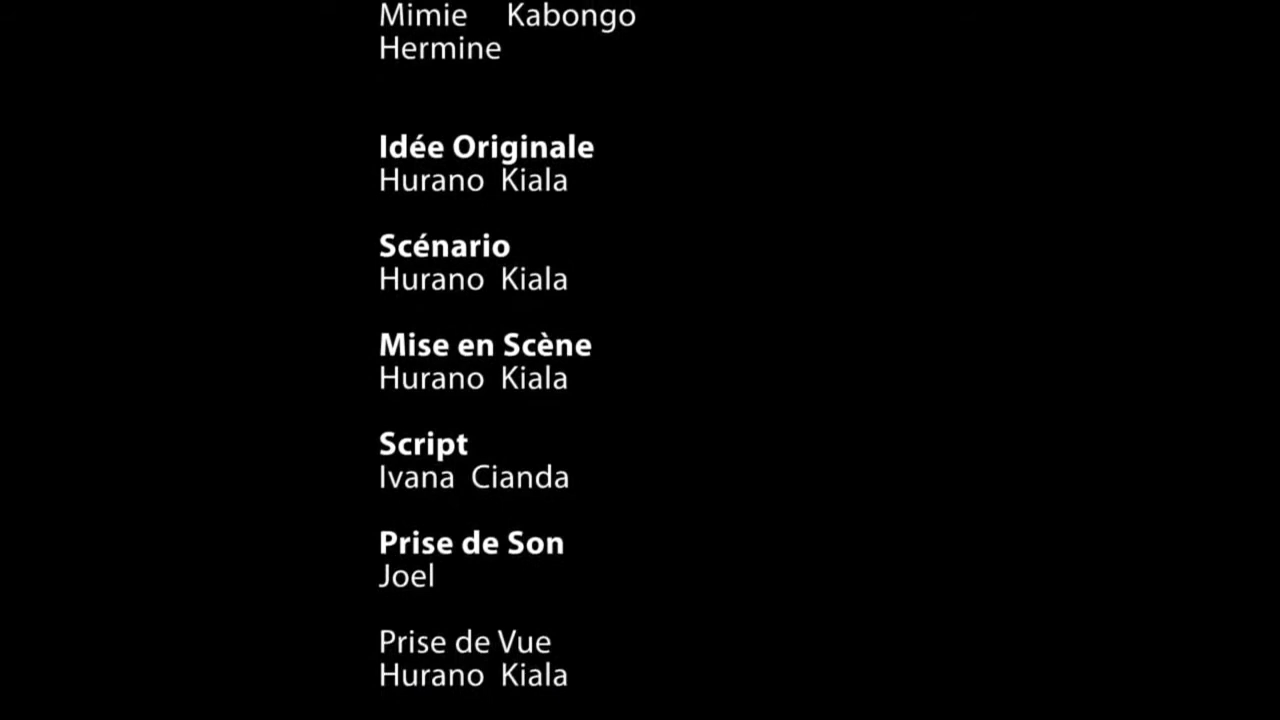 Mimie Kabongo
Hermine
Idée Originale
Hurano Kiala
Scénario
Hurano Kiala
Mise en Scène
Hurano Kiala
Script
Ivana Cianda
Prise de Son
Joel
Prise de Vue
Hurano Kiala